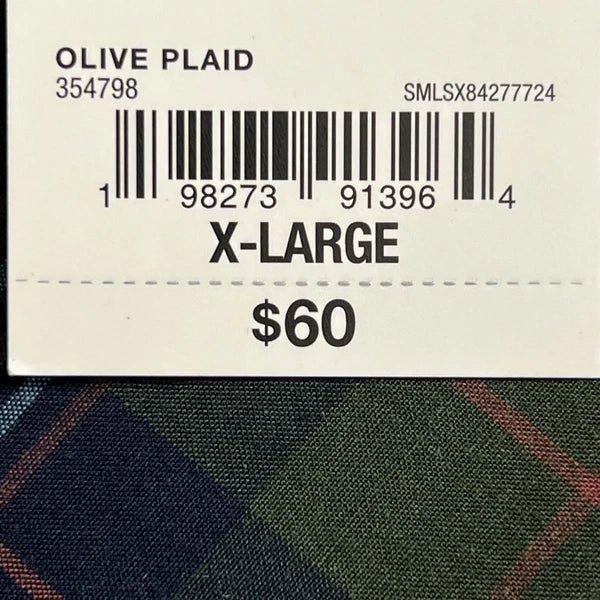 OLIVE PLAID
354798 SMLSX84277724
1 98273 91396 4
X-LARGE
$60